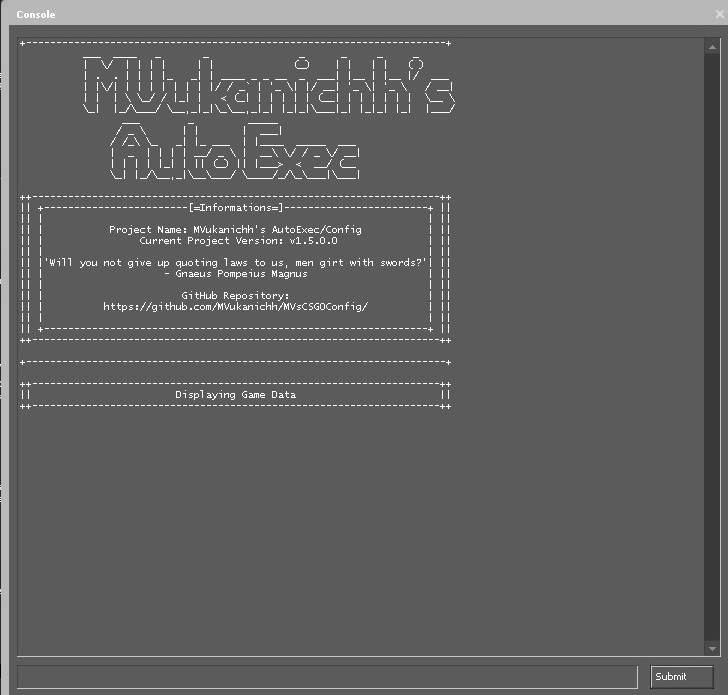 Console
MVukanichh's
AutoExec
[=Informations=]
Project Name: MVukanichh's AutoExec/Config
Current Project Version: v1.5.0.0
'Will you not give up quoting laws to us, men girt with swords?'
- Gnaeus Pompeius Magnus
GitHub Repository:
https://github.com/MVukanichh/MVsCSGOConfig/
Displaying Game Data
Submit